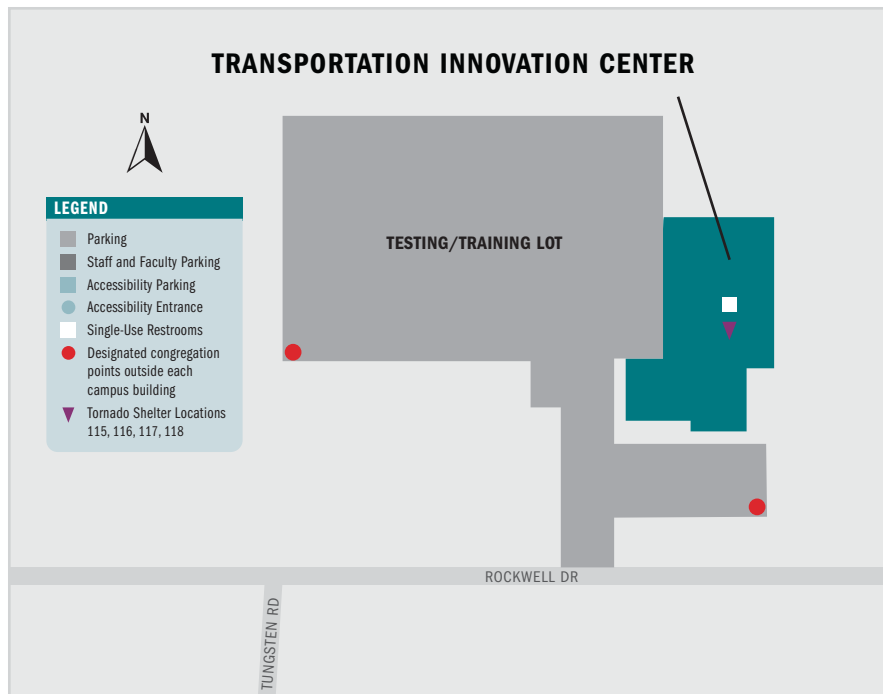 TRANSPORTATION INNOVATION CENTER
N
LEGEND
Parking
Staff and Faculty Parking
Accessibility Parking
Accessibility Entrance
Single-Use Restrooms
Designated congregation
points outside each
campus building
Tornado Shelter Locations
115, 116, 117, 118
TESTING/TRAINING LOT
ROCKWELL DR
TUNGSTEN RD